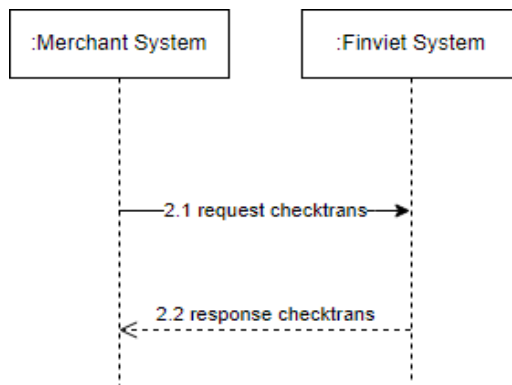 :Merchant System
:Finviet System
2.1 request checktrans
2.2 response checktrans